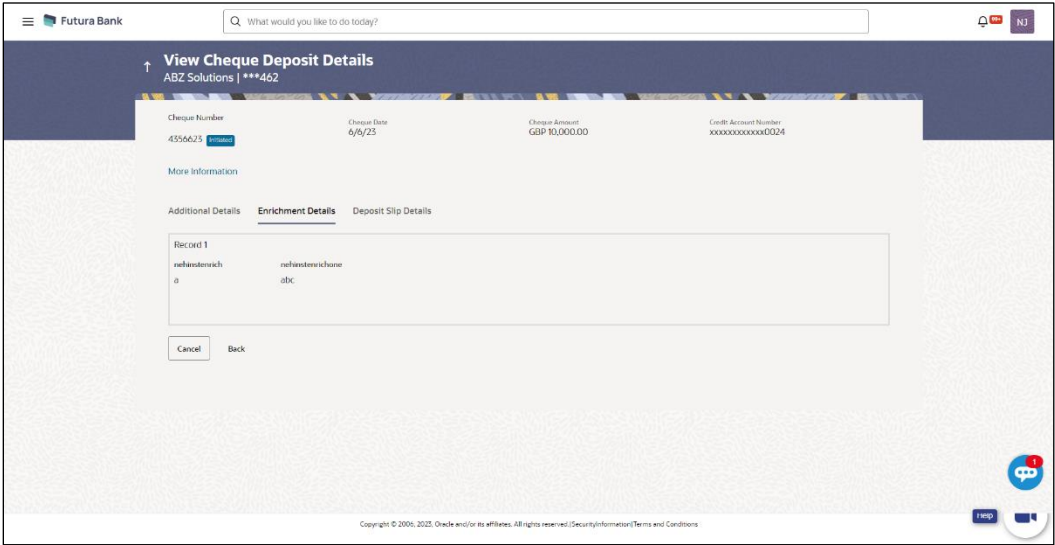 Futura Bank
What would you like to do today?
99+
NJ
View Cheque Deposit Details
ABZ Solutions | ***462
Cheque Number
Cheque Date
Cheque Amount
Credit Account Number
4356623 Initiated
6/6/23
GBP 10,000.00
xxxxxxxxxxxx0024
More Information
Additional Details Enrichment Details Deposit Slip Details
Record 1
nehinstenrich nehinstenrichone
a abc
Cancel Back
1
Help
Copyright © 2006, 2023, Oracle and/or its affiliates. All rights reserved.|SecurityInformation|Terms and Conditions